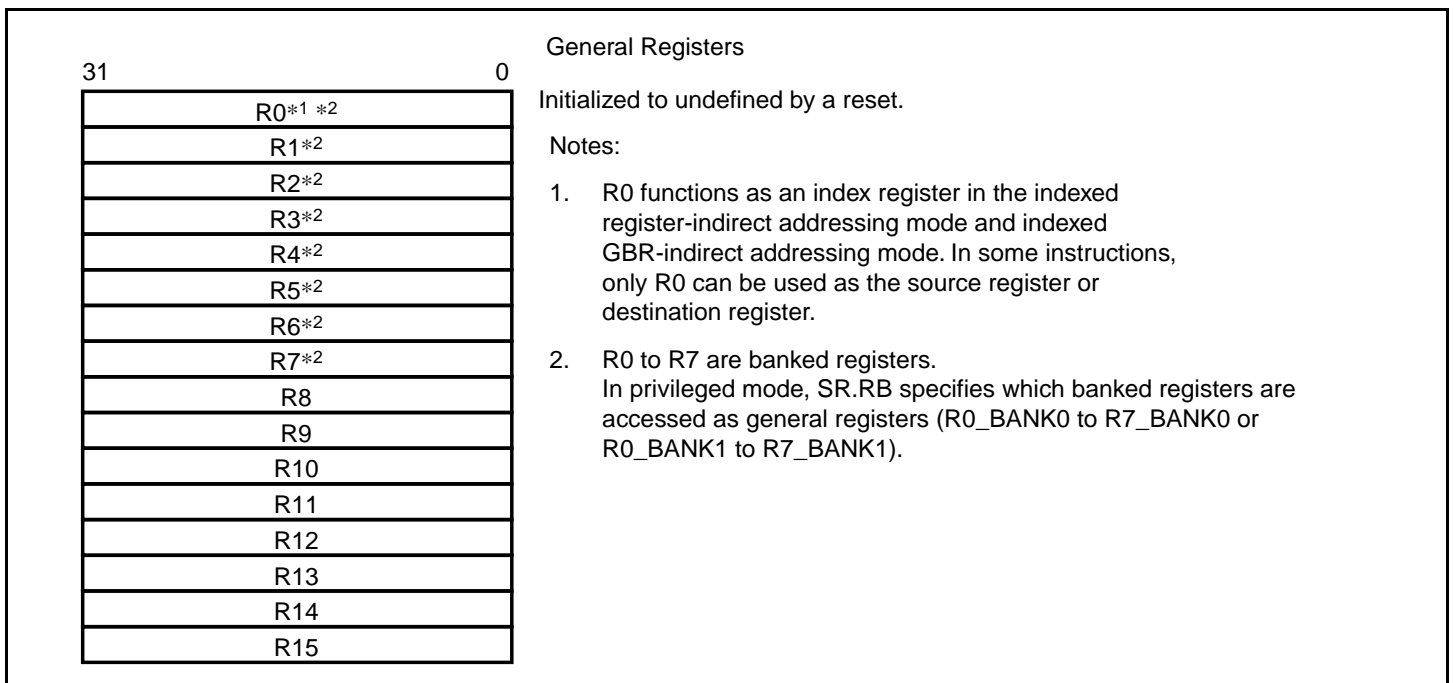 General Registers
31 0
Initialized to undefined by a reset.
R0*1 *2
R1*2
R2*2
R3*2
R4*2
R5*2
R6*2
R7*2
R8
R9
R10
R11
R12
R13
R14
R15
Notes:
1. R0 functions as an index register in the indexed
register-indirect addressing mode and indexed
GBR-indirect addressing mode. In some instructions,
only R0 can be used as the source register or
destination register.
2. R0 to R7 are banked registers.
In privileged mode, SR.RB specifies which banked registers are
accessed as general registers (R0_BANK0 to R7_BANK0 or
R0_BANK1 to R7_BANK1).